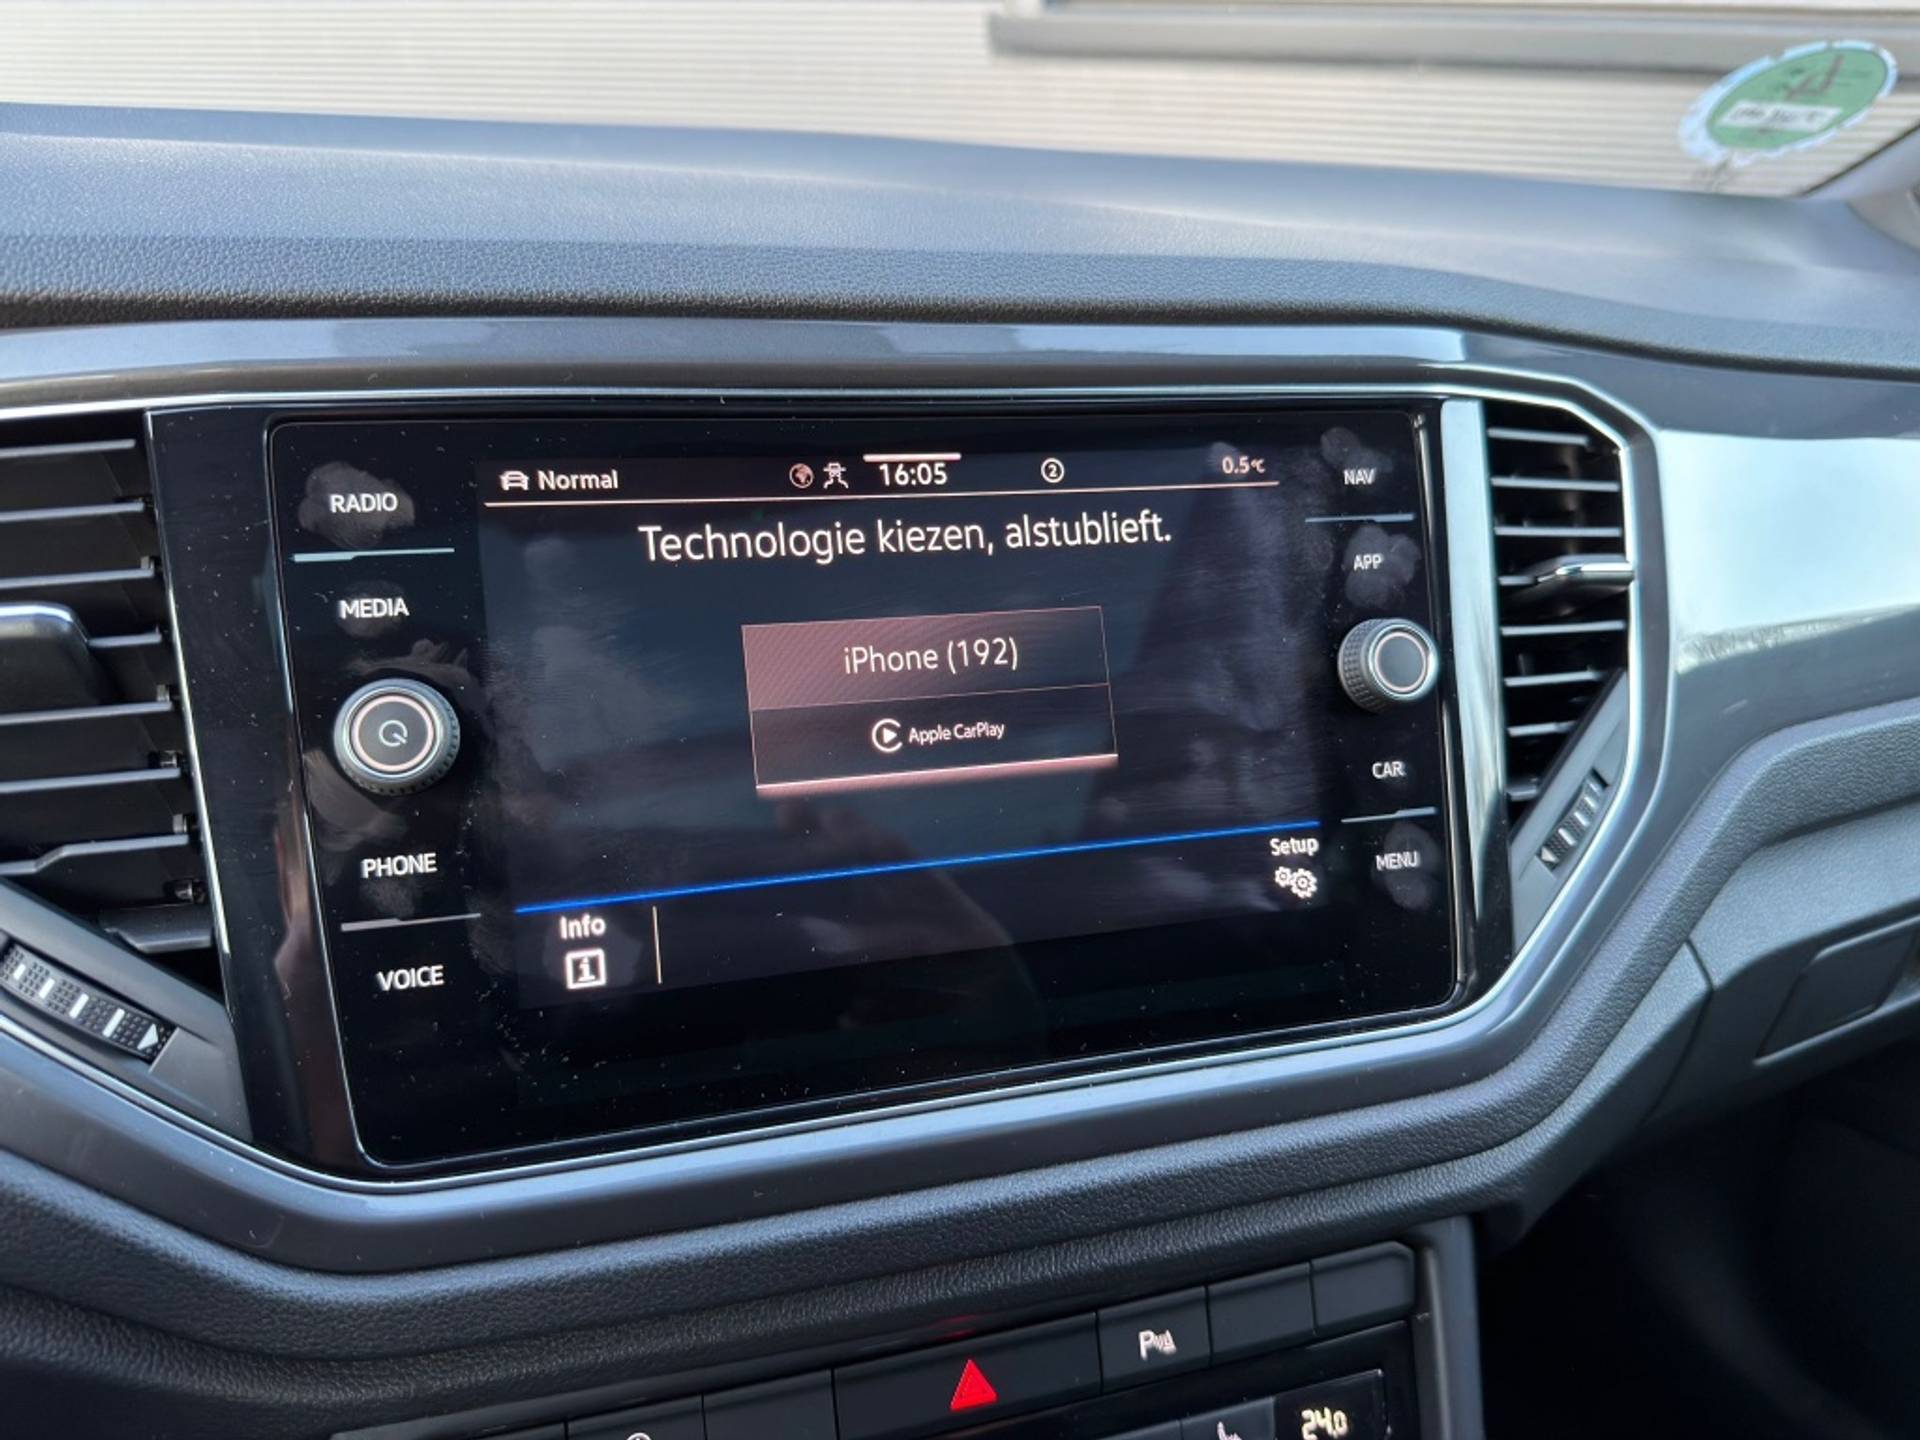 RADIO
MEDIA
PHONE
VOICE
Normal
16:05
2
0.5°C
Technologie kiezen, alstublieft.
iPhone (192)
Apple CarPlay
Setup
Info
NAV
APP
CAR
MENU
P
24.0